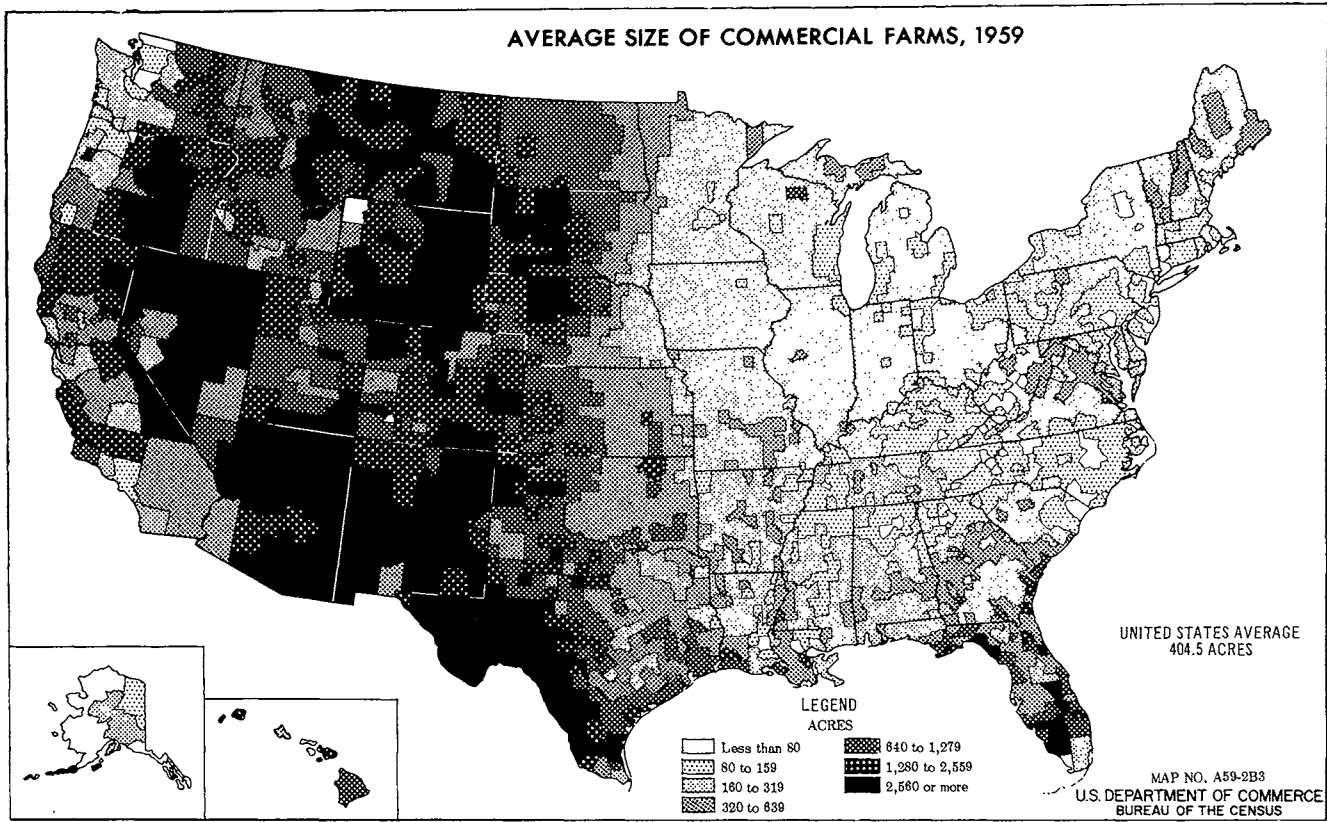 AVERAGE SIZE OF COMMERCIAL FARMS, 1959
UNITED STATES AVERAGE
404.5 ACRES
LEGEND
ACRES
Less than 80
80 to 159
160 to 319
320 to 639
640 to 1,279
1,280 to 2,559
2,560 or more
MAP NO. A59-2B3
U.S. DEPARTMENT OF COMMERCE
BUREAU OF THE CENSUS